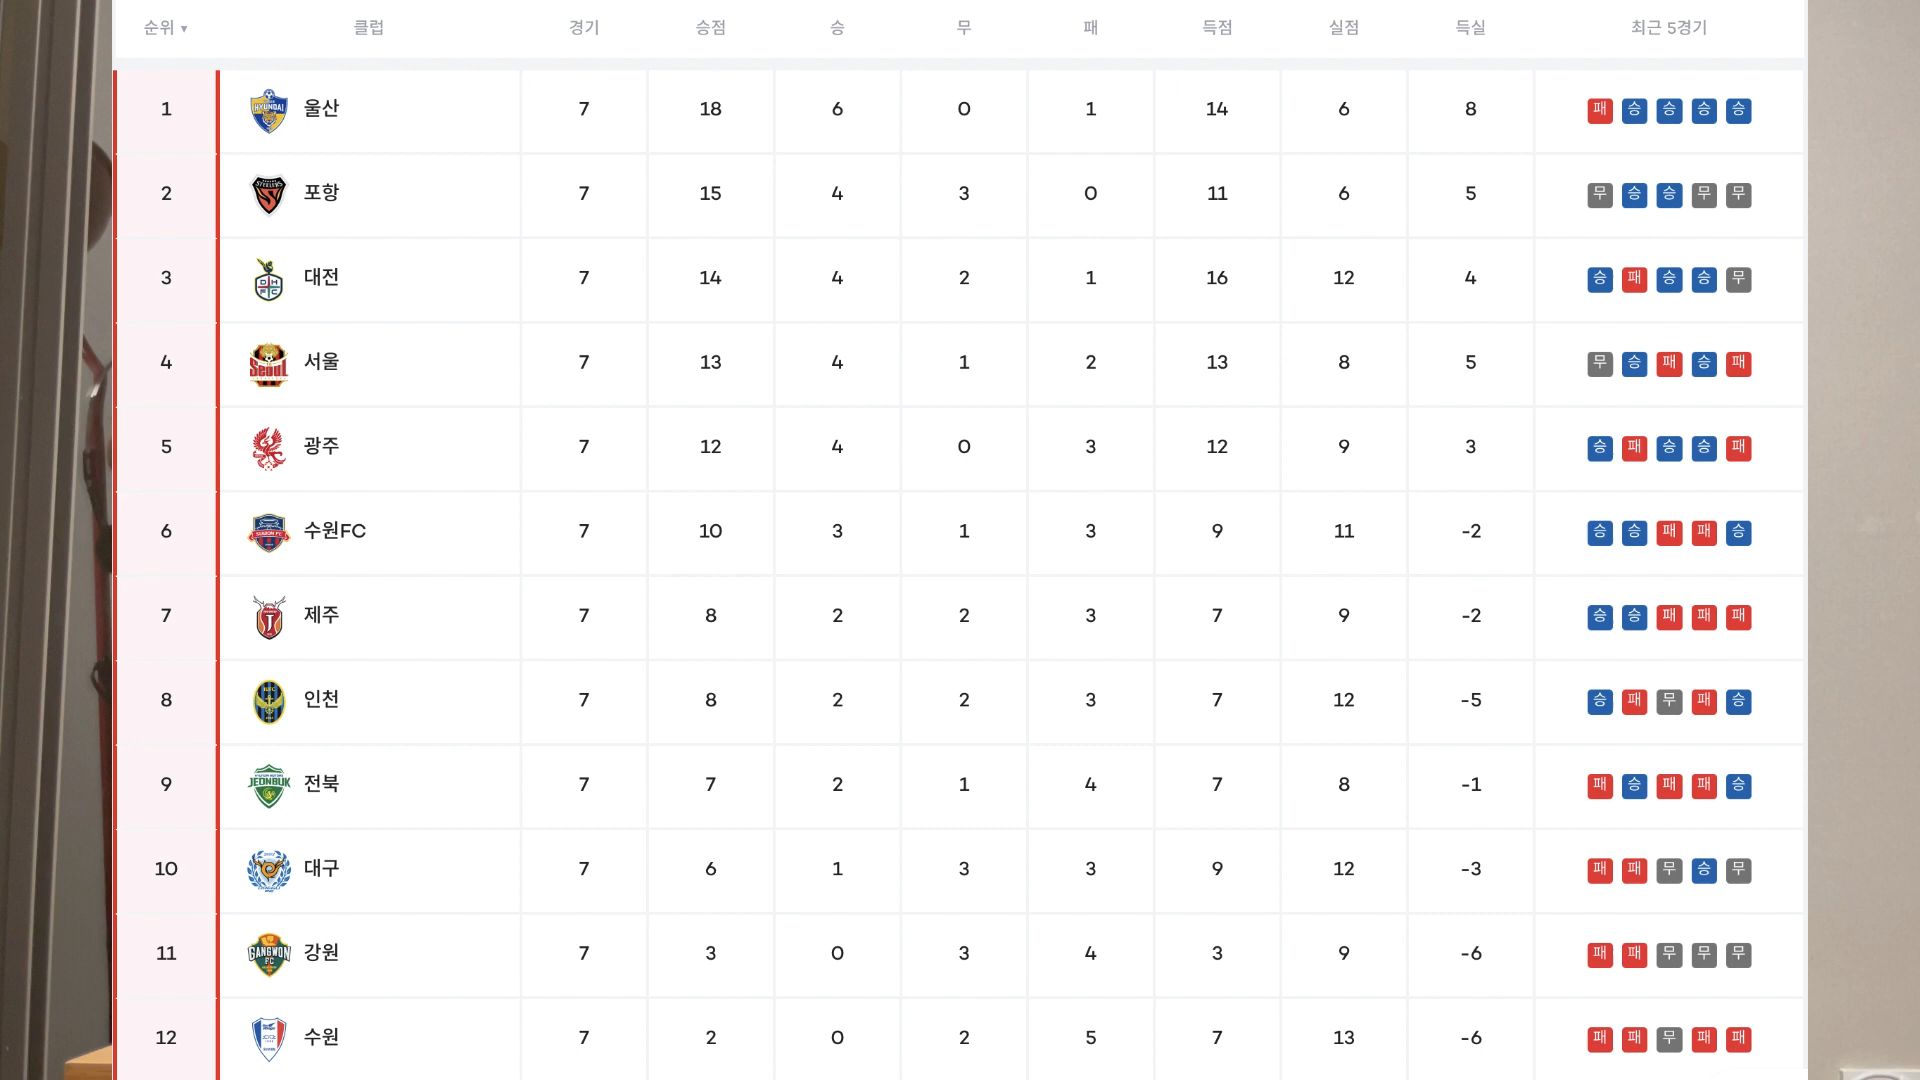 순위 ▼ 클럽 경기 승점 승 무 패 득점 실점 득실 최근 5경기
1 HYUNDAI 울산 7 18 6 0 1 14 6 8 패 승 승 승 승
2 STEELERS 포항 7 15 4 3 0 11 6 5 무 승 승 무 무
3 DHFC 대전 7 14 4 2 1 16 12 4 승 패 승 승 무
4 Seoul 서울 7 13 4 1 2 13 8 5 무 승 패 승 패
5 광주 7 12 4 0 3 12 9 3 승 패 승 승 패
6 SUWON FC 수원FC 7 10 3 1 3 9 11 -2 승 승 패 패 승
7 J 제주 7 8 2 2 3 7 9 -2 승 승 패 패 패
8 인천 7 8 2 2 3 7 12 -5 승 패 무 패 승
9 JEONBUK 전북 7 7 2 1 4 7 8 -1 패 승 패 패 승
10 대구 7 6 1 3 3 9 12 -3 패 패 무 승 무
11 GANGWON FC 강원 7 3 0 3 4 3 9 -6 패 패 무 무 무
12 수원 7 2 0 2 5 7 13 -6 패 패 무 패 패